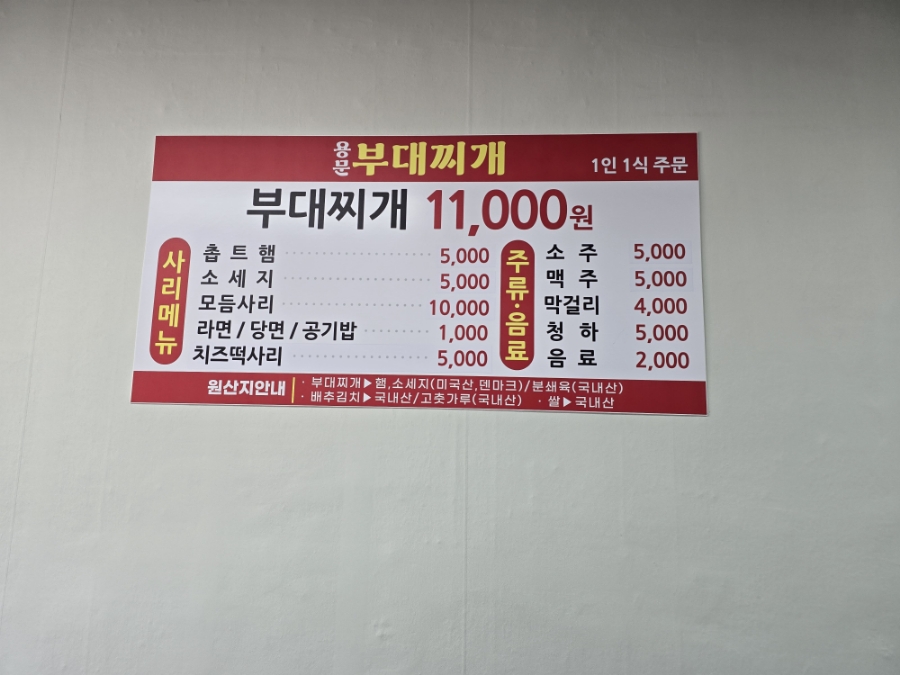 용문 부대찌개 1인 1식 주문
부대찌개 11,000원
사리메뉴
촙트햄 5,000
소세지 5,000
모듬사리 10,000
라면 / 당면 / 공기밥 1,000
치즈떡사리 5,000
주류·음료
소주 5,000
맥주 5,000
막걸리 4,000
청하 5,000
음료 2,000
원산지안내
· 부대찌개▶햄,소세지(미국산,덴마크)/분쇄육(국내산)
· 배추김치▶국내산/고춧가루(국내산) · 쌀▶국내산